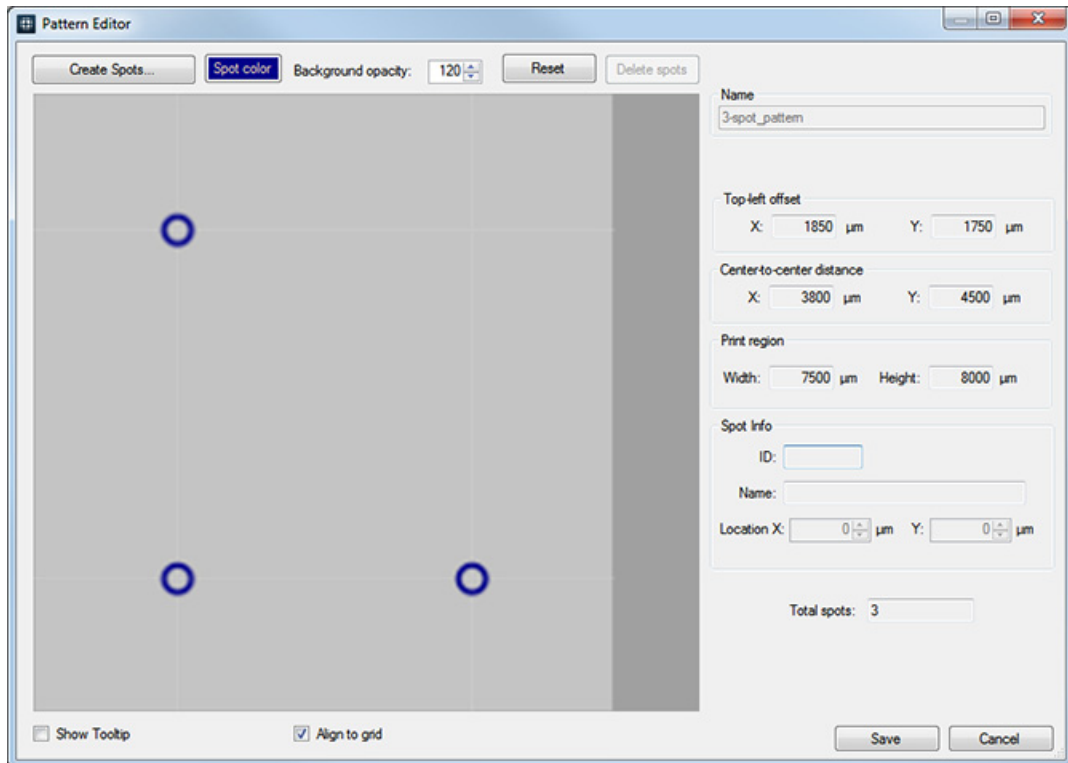 Pattern Editor
Create Spots... Spot color Background opacity: 120 Reset Delete spots
Name
3-spot_pattern
Top-left offset
X: 1850 µm Y: 1750 µm
Center-to-center distance
X: 3800 µm Y: 4500 µm
Print region
Width: 7500 µm Height: 8000 µm
Spot Info
ID:
Name:
Location X: 0 µm Y: 0 µm
Total spots: 3
Show Tooltip Align to grid Save Cancel